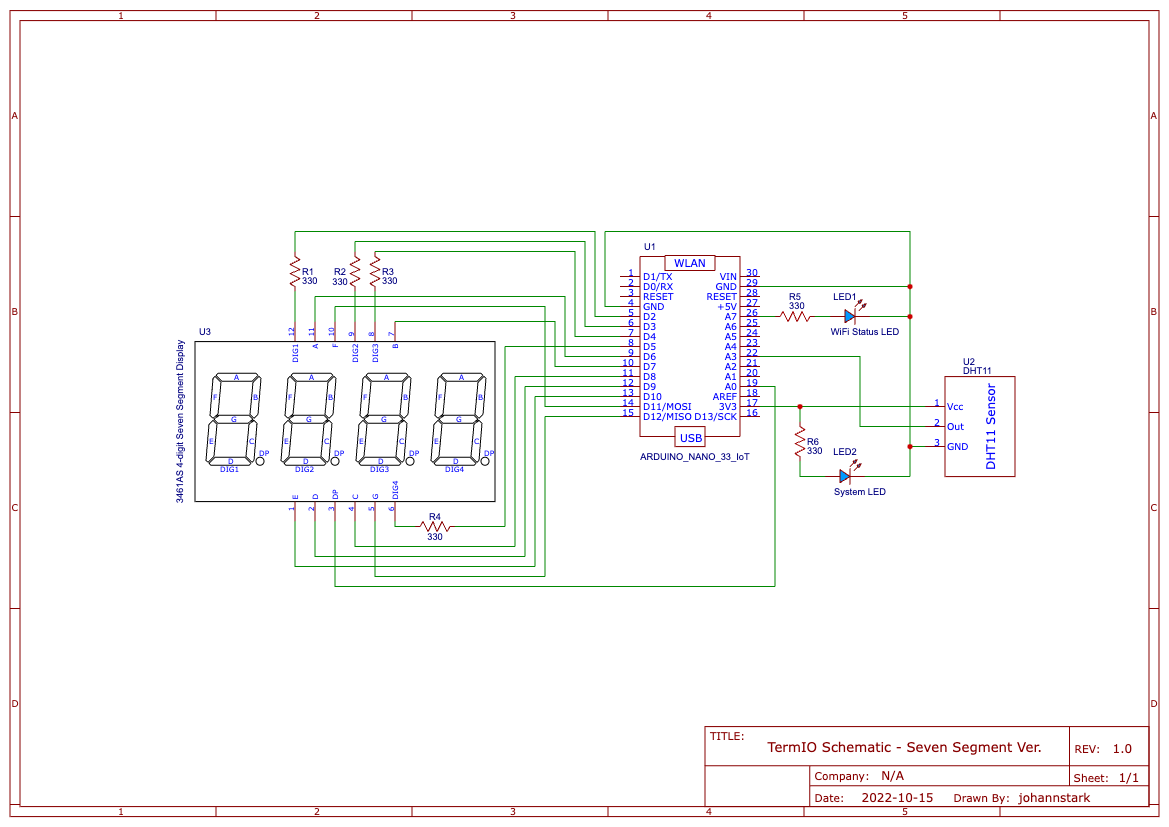 1 2 3 4 5
A A
B B
C C
D D
1 2 3 4 5
R1
330
R2
330
R3
330
12 11 10 9 8 7
DIG1 A F DIG2 DIG3 B
U3
3461AS 4-digit Seven Segment Display
A F B G E C D DP DIG1
A F B G E C D DP DIG2
A F B G E C D DP DIG3
A F B G E C D DP DIG4
E D DP C G DIG4
1 2 3 4 5 6
R4
330
U1
WLAN
1 D1/TX VIN 30
2 D0/RX GND 29
3 RESET RESET 28
4 GND +5V 27
5 D2 A7 26
6 D3 A6 25
7 D4 A5 24
8 D5 A4 23
9 D6 A3 22
10 D7 A2 21
11 D8 A1 20
12 D9 A0 19
13 D10 AREF 18
14 D11/MOSI 3V3 17
15 D12/MISO D13/SCK 16
USB
ARDUINO_NANO_33_IoT
R5
330
LED1
WiFi Status LED
R6
330
LED2
System LED
U2
DHT11
1 Vcc
2 Out
3 GND
DHT11 Sensor
TITLE:
TermIO Schematic - Seven Segment Ver.
REV: 1.0
Company: N/A
Sheet: 1/1
Date: 2022-10-15 Drawn By: johannstark